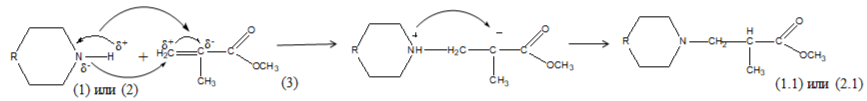 R N H δ+ δ- + H₂C δ+ C δ- CH₃ C O OCH₃ R NH + H₂C C − CH₃ C O OCH₃ R N CH₂ H C CH₃ C O OCH₃
(1) или (2) (3) (1.1) или (2.1)